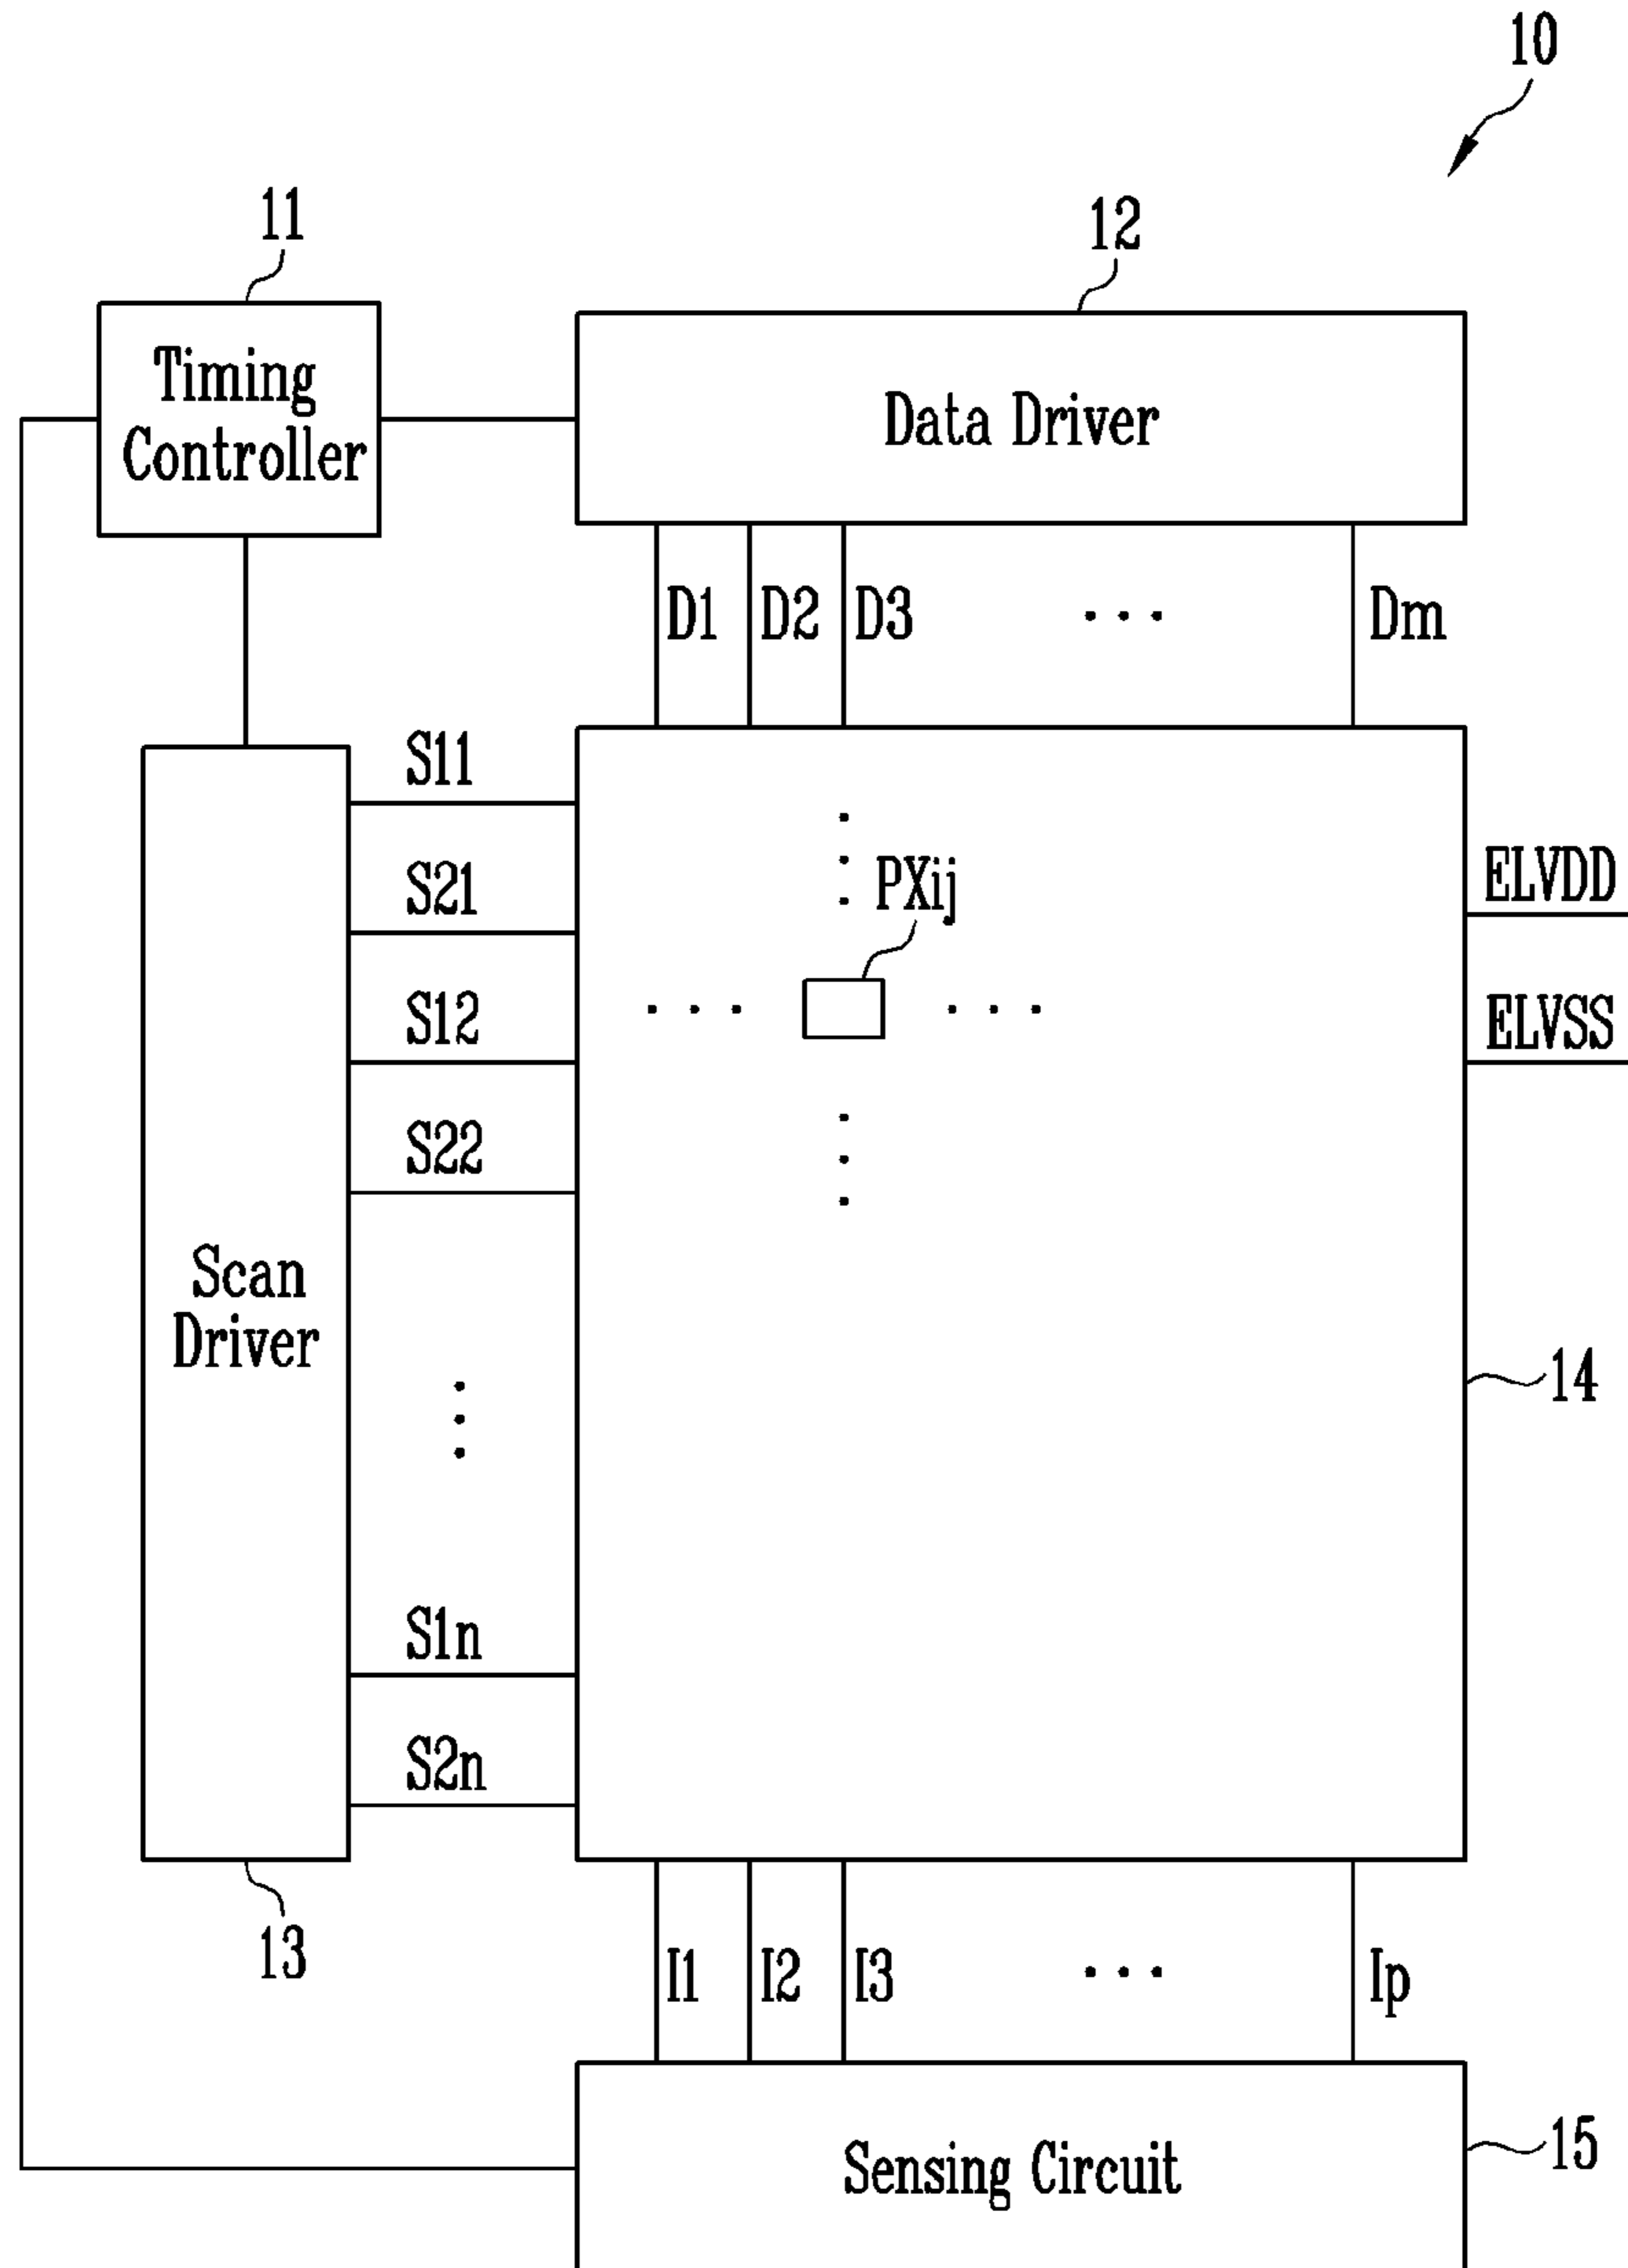 10
11
12
Timing
Controller
Data Driver
D1 D2 D3 ... Dm
S11
S21
S12
S22
PXij
... ...
ELVDD
ELVSS
Scan
Driver
14
S1n
S2n
13
I1 I2 I3 ... Ip
Sensing Circuit
15